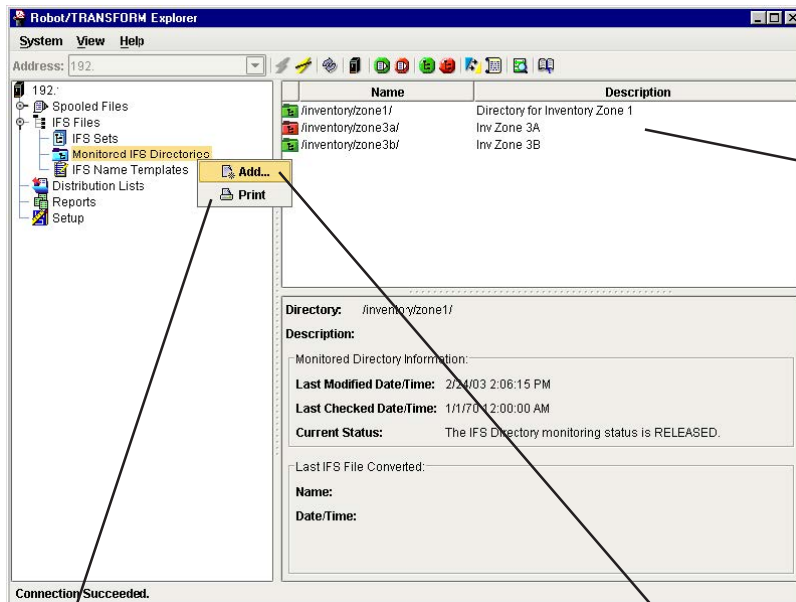 Robot/TRANSFORM Explorer
System View Help
Address: 192.
192.
Spooled Files
IFS Files
IFS Sets
Monitored IFS Directories
IFS Name Templates
Distribution Lists
Reports
Setup
Add...
Print
Name Description
/inventory/zone1/ Directory for Inventory Zone 1
/inventory/zone3a/ Inv Zone 3A
/inventory/zone3b/ Inv Zone 3B
Directory: /inventory/zone1/
Description:
Monitored Directory Information:
Last Modified Date/Time: 2/24/03 2:06:15 PM
Last Checked Date/Time: 1/1/70 12:00:00 AM
Current Status: The IFS Directory monitoring status is RELEASED.
Last IFS File Converted:
Name:
Date/Time:
Connection Succeeded.